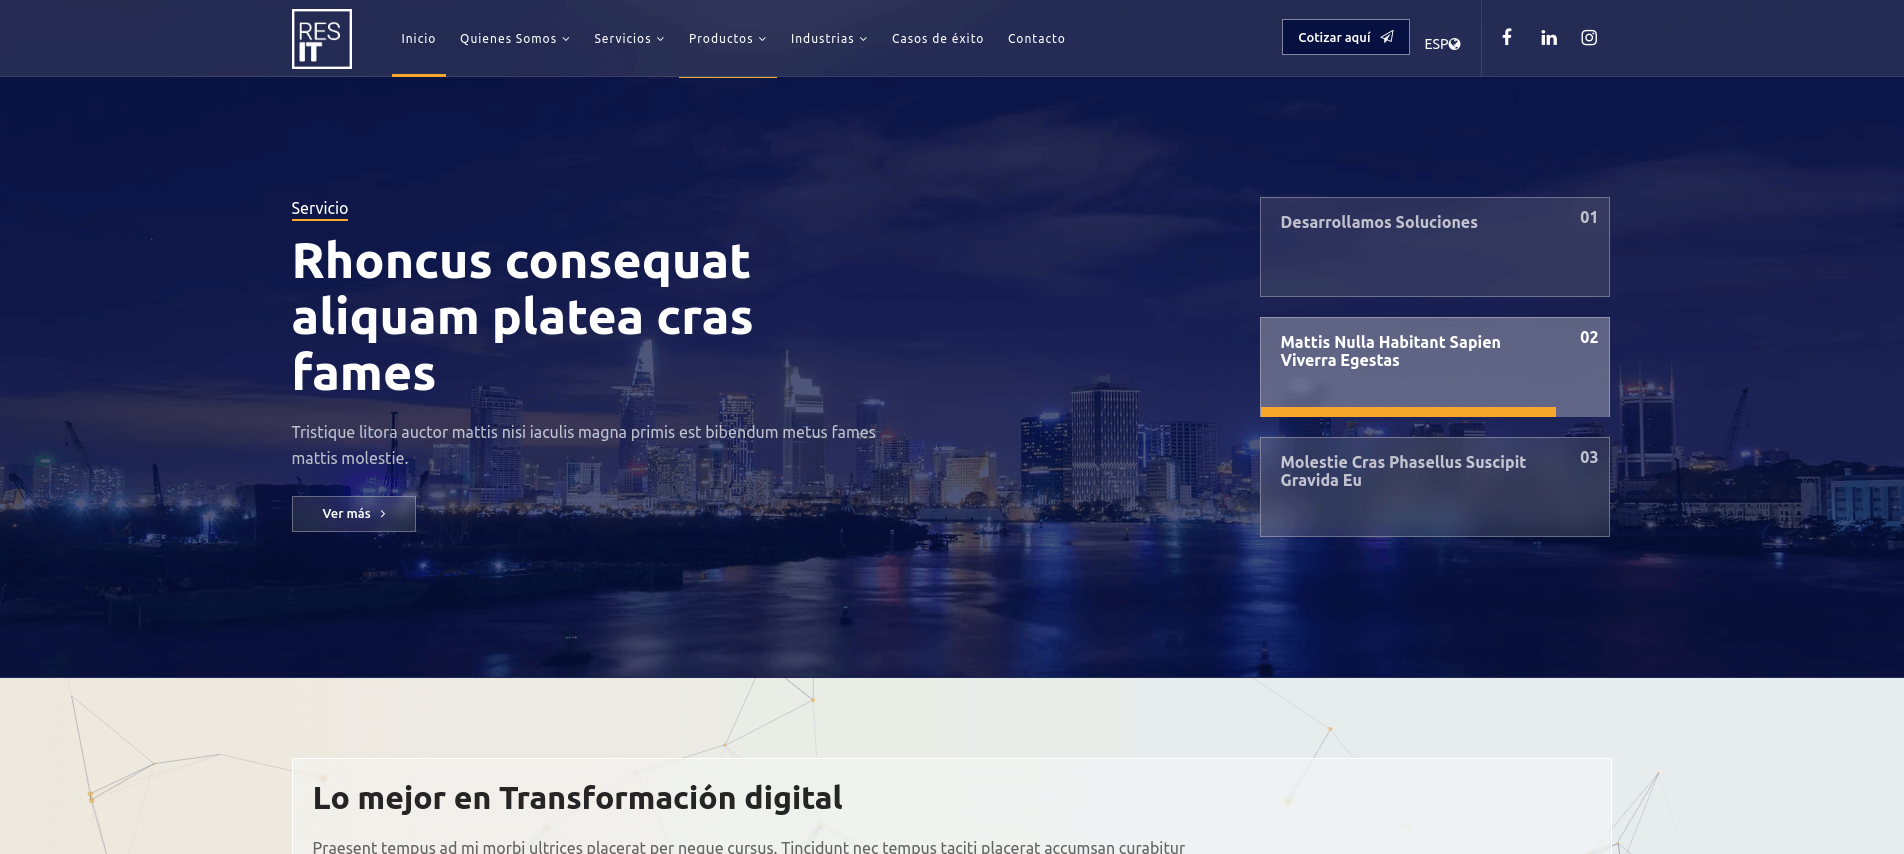 RES
IT
Inicio
Quienes Somos
Servicios
Productos
Industrias
Casos de éxito
Contacto
Cotizar aquí
ESP
Servicio
Rhoncus consequat
aliquam platea cras
fames
Tristique litora auctor mattis nisi iaculis magna primis est bibendum metus fames
mattis molestie.
Ver más
Desarrollamos Soluciones
01
Mattis Nulla Habitant Sapien
Viverra Egestas
02
Molestie Cras Phasellus Suscipit
Gravida Eu
03
Lo mejor en Transformación digital
Praesent tempus ad mi morbi ultrices placerat per neque cursus. Tincidunt nec tempus taciti placerat accumsan curabitur